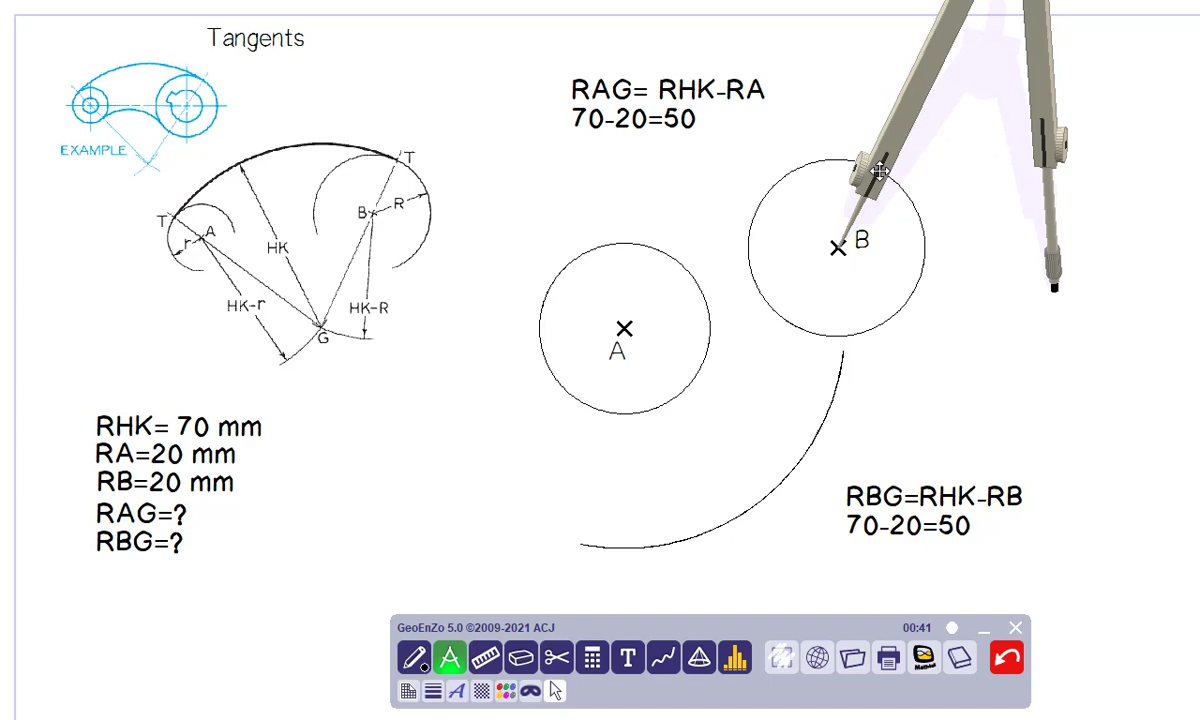 Tangents
EXAMPLE
RAG= RHK-RA
70-20=50
T
T
A
r
B
R
HK
HK-r
HK-R
G
B
A
RHK= 70 mm
RA=20 mm
RB=20 mm
RAG=?
RBG=?
RBG=RHK-RB
70-20=50
GeoEnZo 5.0 ©2009-2021 ACJ
00:41
T
A